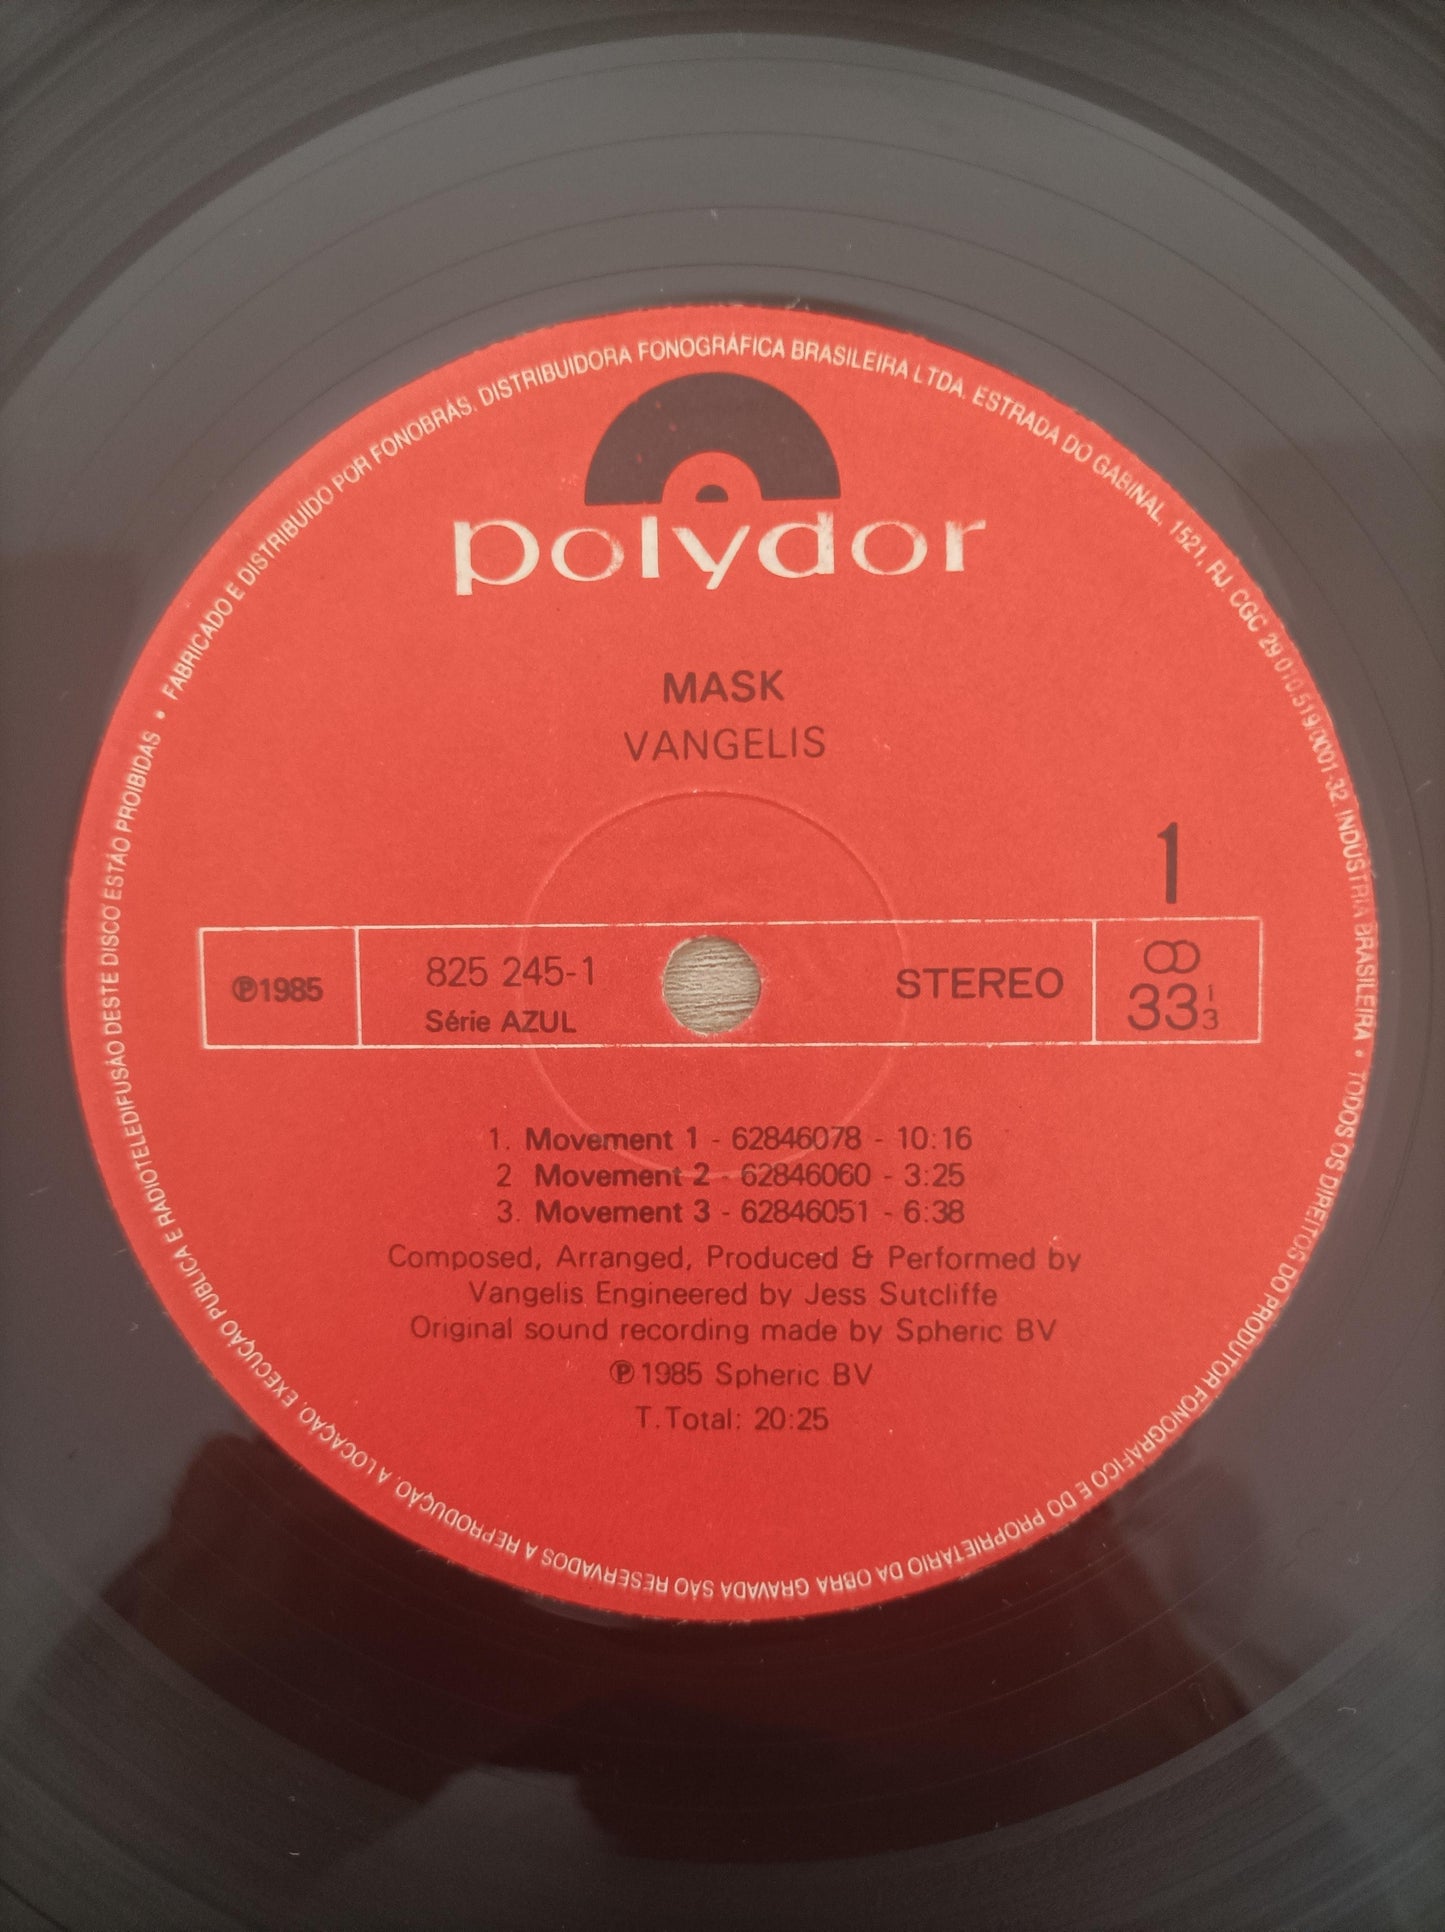 • FABRICADO E DISTRIBUÍDO POR FONOBRÁS. DISTRIBUIDORA FONOGRÁFICA BRASILEIRA LTDA. ESTRADA DO GABINAL, 1521, RJ. CGC 29.010.519/0001-32. INDÚSTRIA BRASILEIRA • TODOS OS DIREITOS DO PRODUTOR FONOGRÁFICO E DO PROPRIETÁRIO DA OBRA GRAVADA SÃO RESERVADOS A REPRODUÇÃO, A LOCAÇÃO, EXECUÇÃO PÚBLICA E RADIOTELEDIFUSÃO DESTE DISCO ESTÃO PROIBIDAS
polydor
MASK
VANGELIS
1
℗1985
825 245-1
Série AZUL
STEREO
33 1/3
1. Movement 1 - 62846078 - 10:16
2 Movement 2 - 62846060 - 3:25
3. Movement 3 - 62846051 - 6:38
Composed, Arranged, Produced & Performed by
Vangelis Engineered by Jess Sutcliffe
Original sound recording made by Spheric BV
℗1985 Spheric BV
T.Total: 20:25